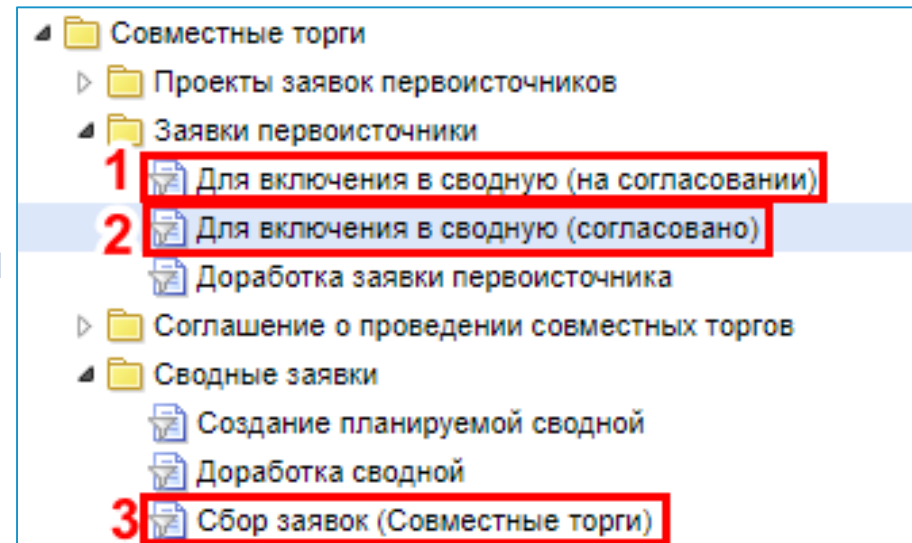 Совместные торги
Проекты заявок первоисточников
Заявки первоисточники
1 Для включения в сводную (на согласовании)
2 Для включения в сводную (согласовано)
Доработка заявки первоисточника
Соглашение о проведении совместных торгов
Сводные заявки
Создание планируемой сводной
Доработка сводной
3 Сбор заявок (Совместные торги)